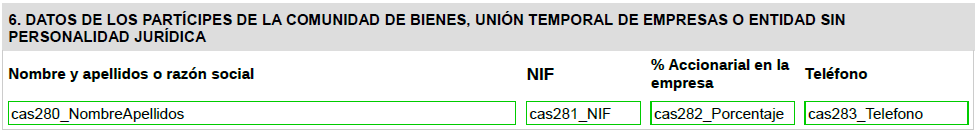 6. DATOS DE LOS PARTÍCIPES DE LA COMUNIDAD DE BIENES, UNIÓN TEMPORAL DE EMPRESAS O ENTIDAD SIN
PERSONALIDAD JURÍDICA
Nombre y apellidos o razón social NIF % Accionarial en la empresa Teléfono
cas280_NombreApellidos cas281_NIF cas282_Porcentaje cas283_Telefono